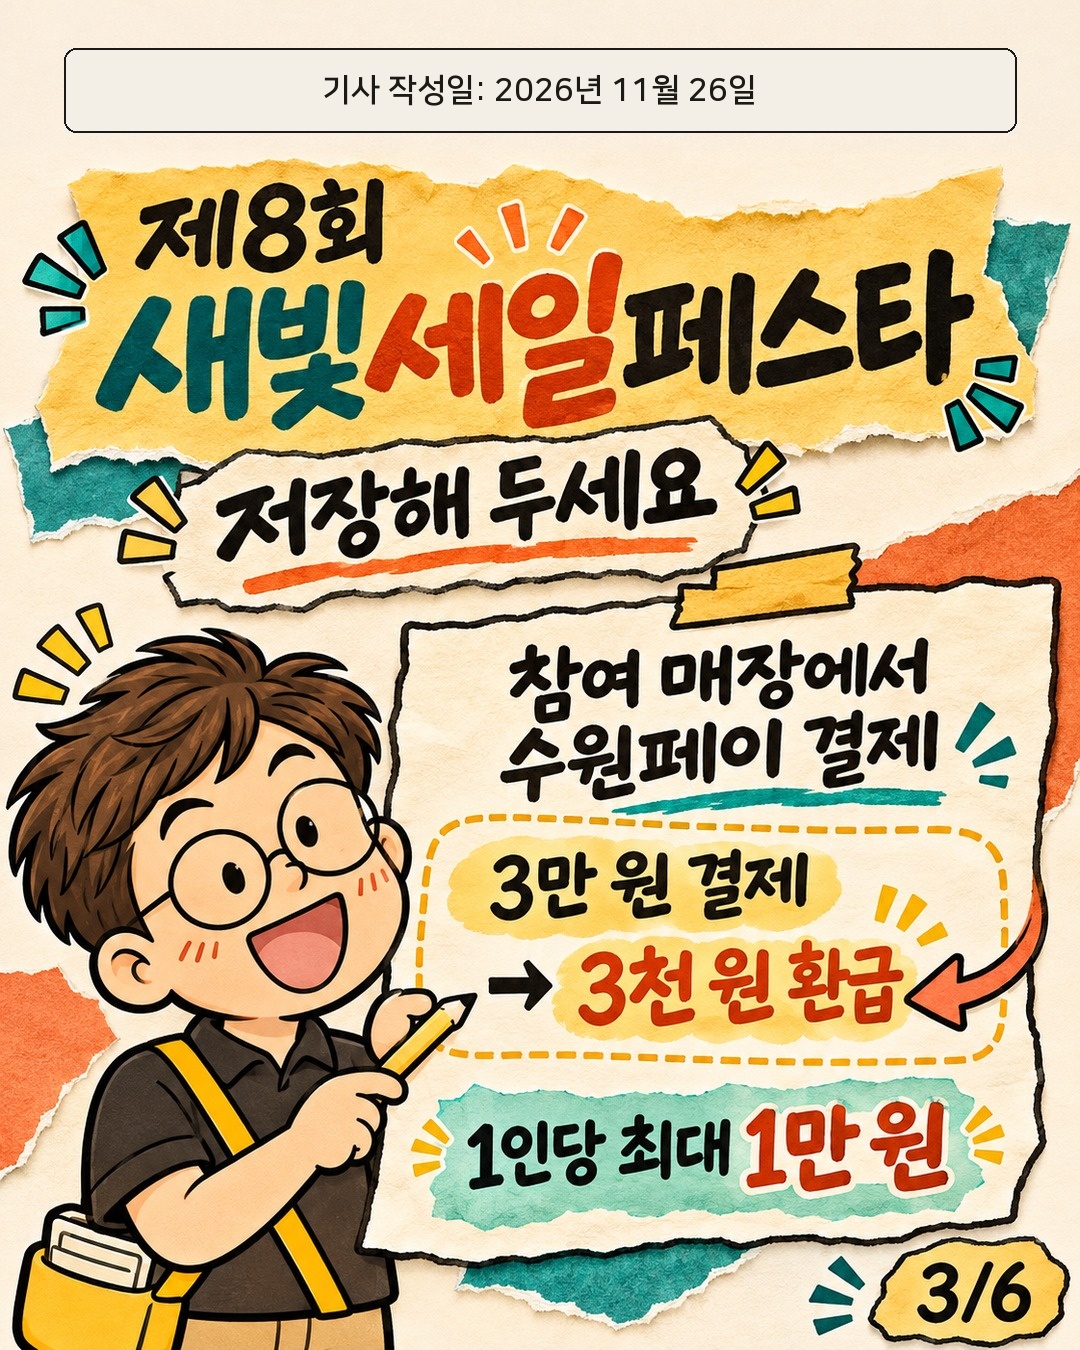 기사 작성일: 2026년 11월 26일
제8회
새빛세일페스타
저장해 두세요
참여 매장에서
수원페이 결제
3만 원 결제
→ 3천 원 환급
1인당 최대 1만 원
3/6